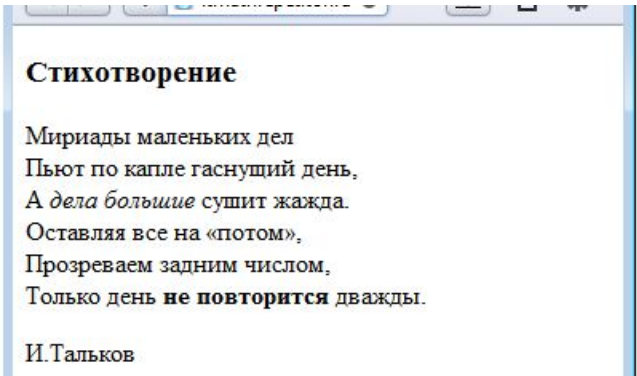 Стихотворение
Мириады маленьких дел
Пьют по капле гаснущий день,
А дела большие сушит жажда.
Оставляя все на «потом»,
Прозреваем задним числом,
Только день не повторится дважды.
И.Тальков